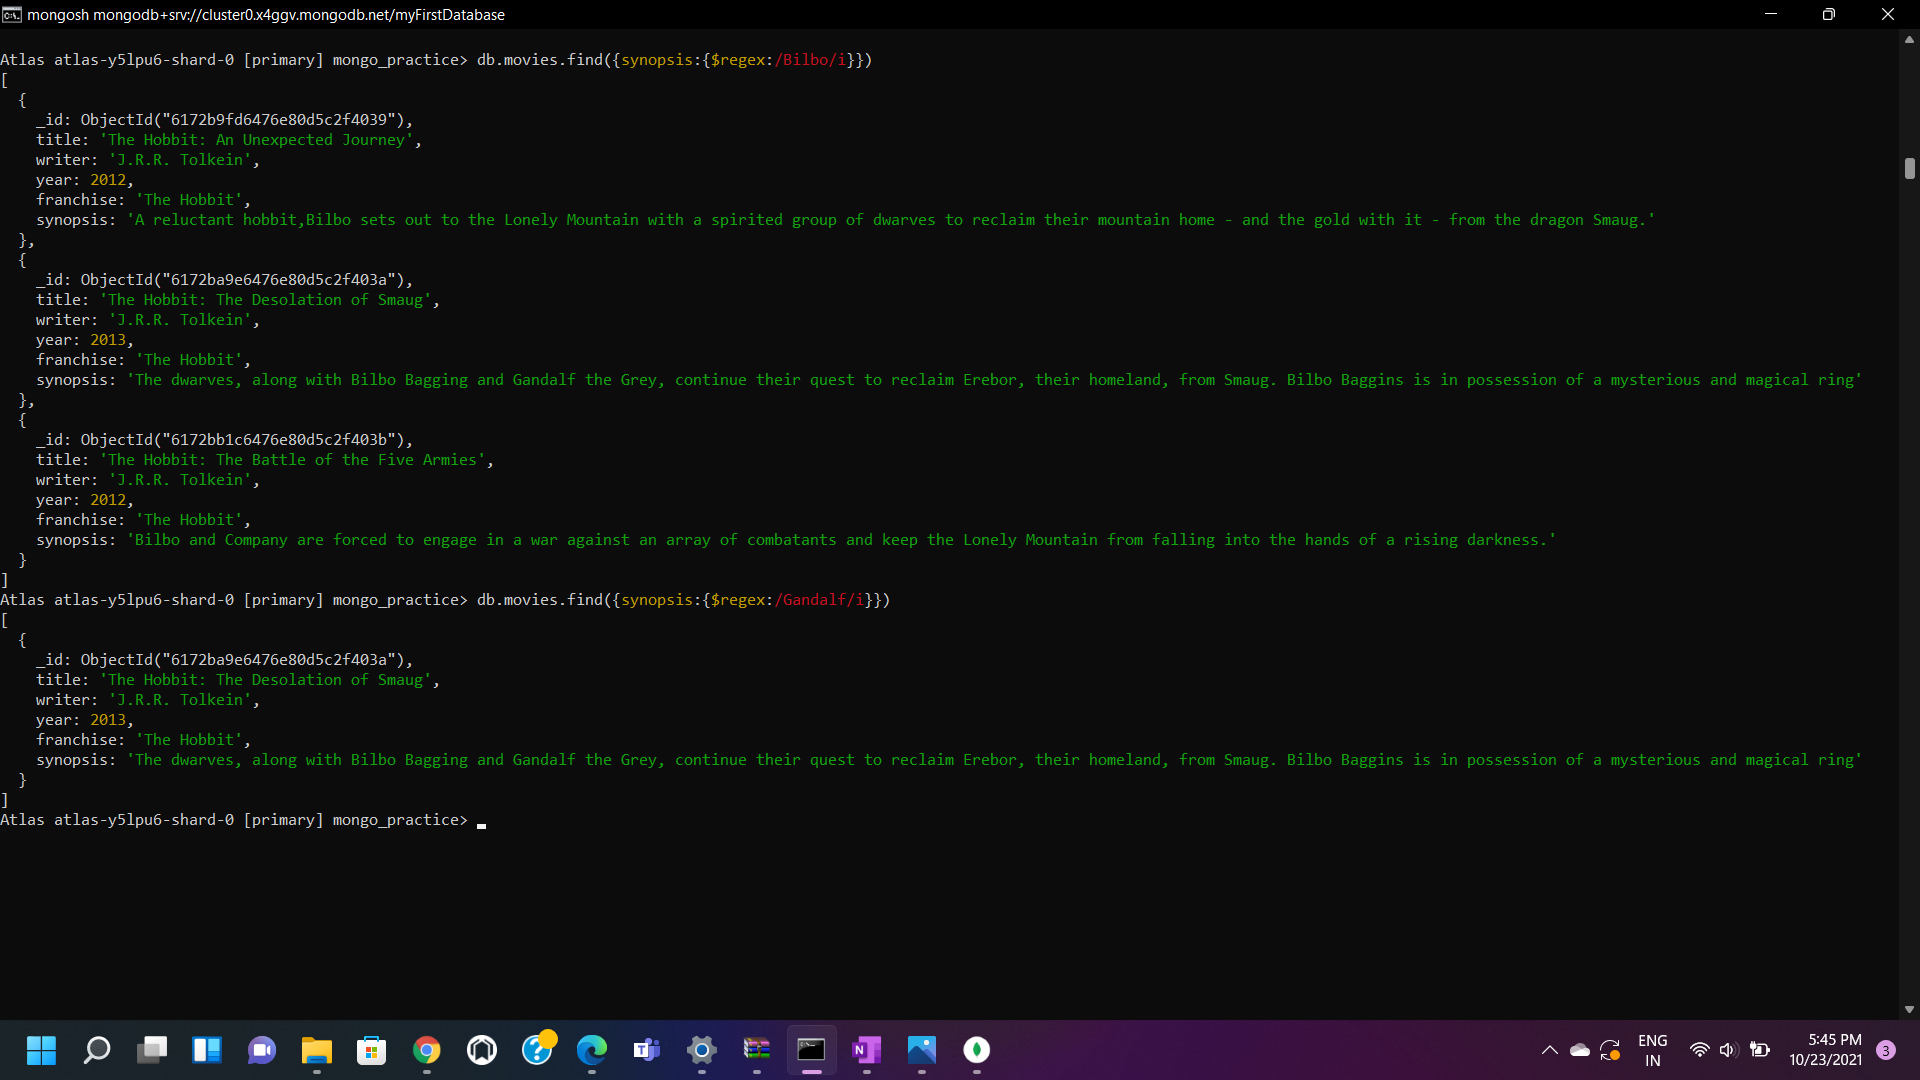 mongosh mongodb+srv://cluster0.x4ggv.mongodb.net/myFirstDatabase
Atlas atlas-y5lpu6-shard-0 [primary] mongo_practice> db.movies.find({synopsis:{$regex:/Bilbo/i}})
[
  {
    _id: ObjectId("6172b9fd6476e80d5c2f4039"),
    title: 'The Hobbit: An Unexpected Journey',
    writer: 'J.R.R. Tolkein',
    year: 2012,
    franchise: 'The Hobbit',
    synopsis: 'A reluctant hobbit,Bilbo sets out to the Lonely Mountain with a spirited group of dwarves to reclaim their mountain home - and the gold with it - from the dragon Smaug.'
  },
  {
    _id: ObjectId("6172ba9e6476e80d5c2f403a"),
    title: 'The Hobbit: The Desolation of Smaug',
    writer: 'J.R.R. Tolkein',
    year: 2013,
    franchise: 'The Hobbit',
    synopsis: 'The dwarves, along with Bilbo Bagging and Gandalf the Grey, continue their quest to reclaim Erebor, their homeland, from Smaug. Bilbo Baggins is in possession of a mysterious and magical ring'
  },
  {
    _id: ObjectId("6172bb1c6476e80d5c2f403b"),
    title: 'The Hobbit: The Battle of the Five Armies',
    writer: 'J.R.R. Tolkein',
    year: 2012,
    franchise: 'The Hobbit',
    synopsis: 'Bilbo and Company are forced to engage in a war against an array of combatants and keep the Lonely Mountain from falling into the hands of a rising darkness.'
  }
]
Atlas atlas-y5lpu6-shard-0 [primary] mongo_practice> db.movies.find({synopsis:{$regex:/Gandalf/i}})
[
  {
    _id: ObjectId("6172ba9e6476e80d5c2f403a"),
    title: 'The Hobbit: The Desolation of Smaug',
    writer: 'J.R.R. Tolkein',
    year: 2013,
    franchise: 'The Hobbit',
    synopsis: 'The dwarves, along with Bilbo Bagging and Gandalf the Grey, continue their quest to reclaim Erebor, their homeland, from Smaug. Bilbo Baggins is in possession of a mysterious and magical ring'
  }
]
Atlas atlas-y5lpu6-shard-0 [primary] mongo_practice>
ENG
IN
5:45 PM
10/23/2021
3